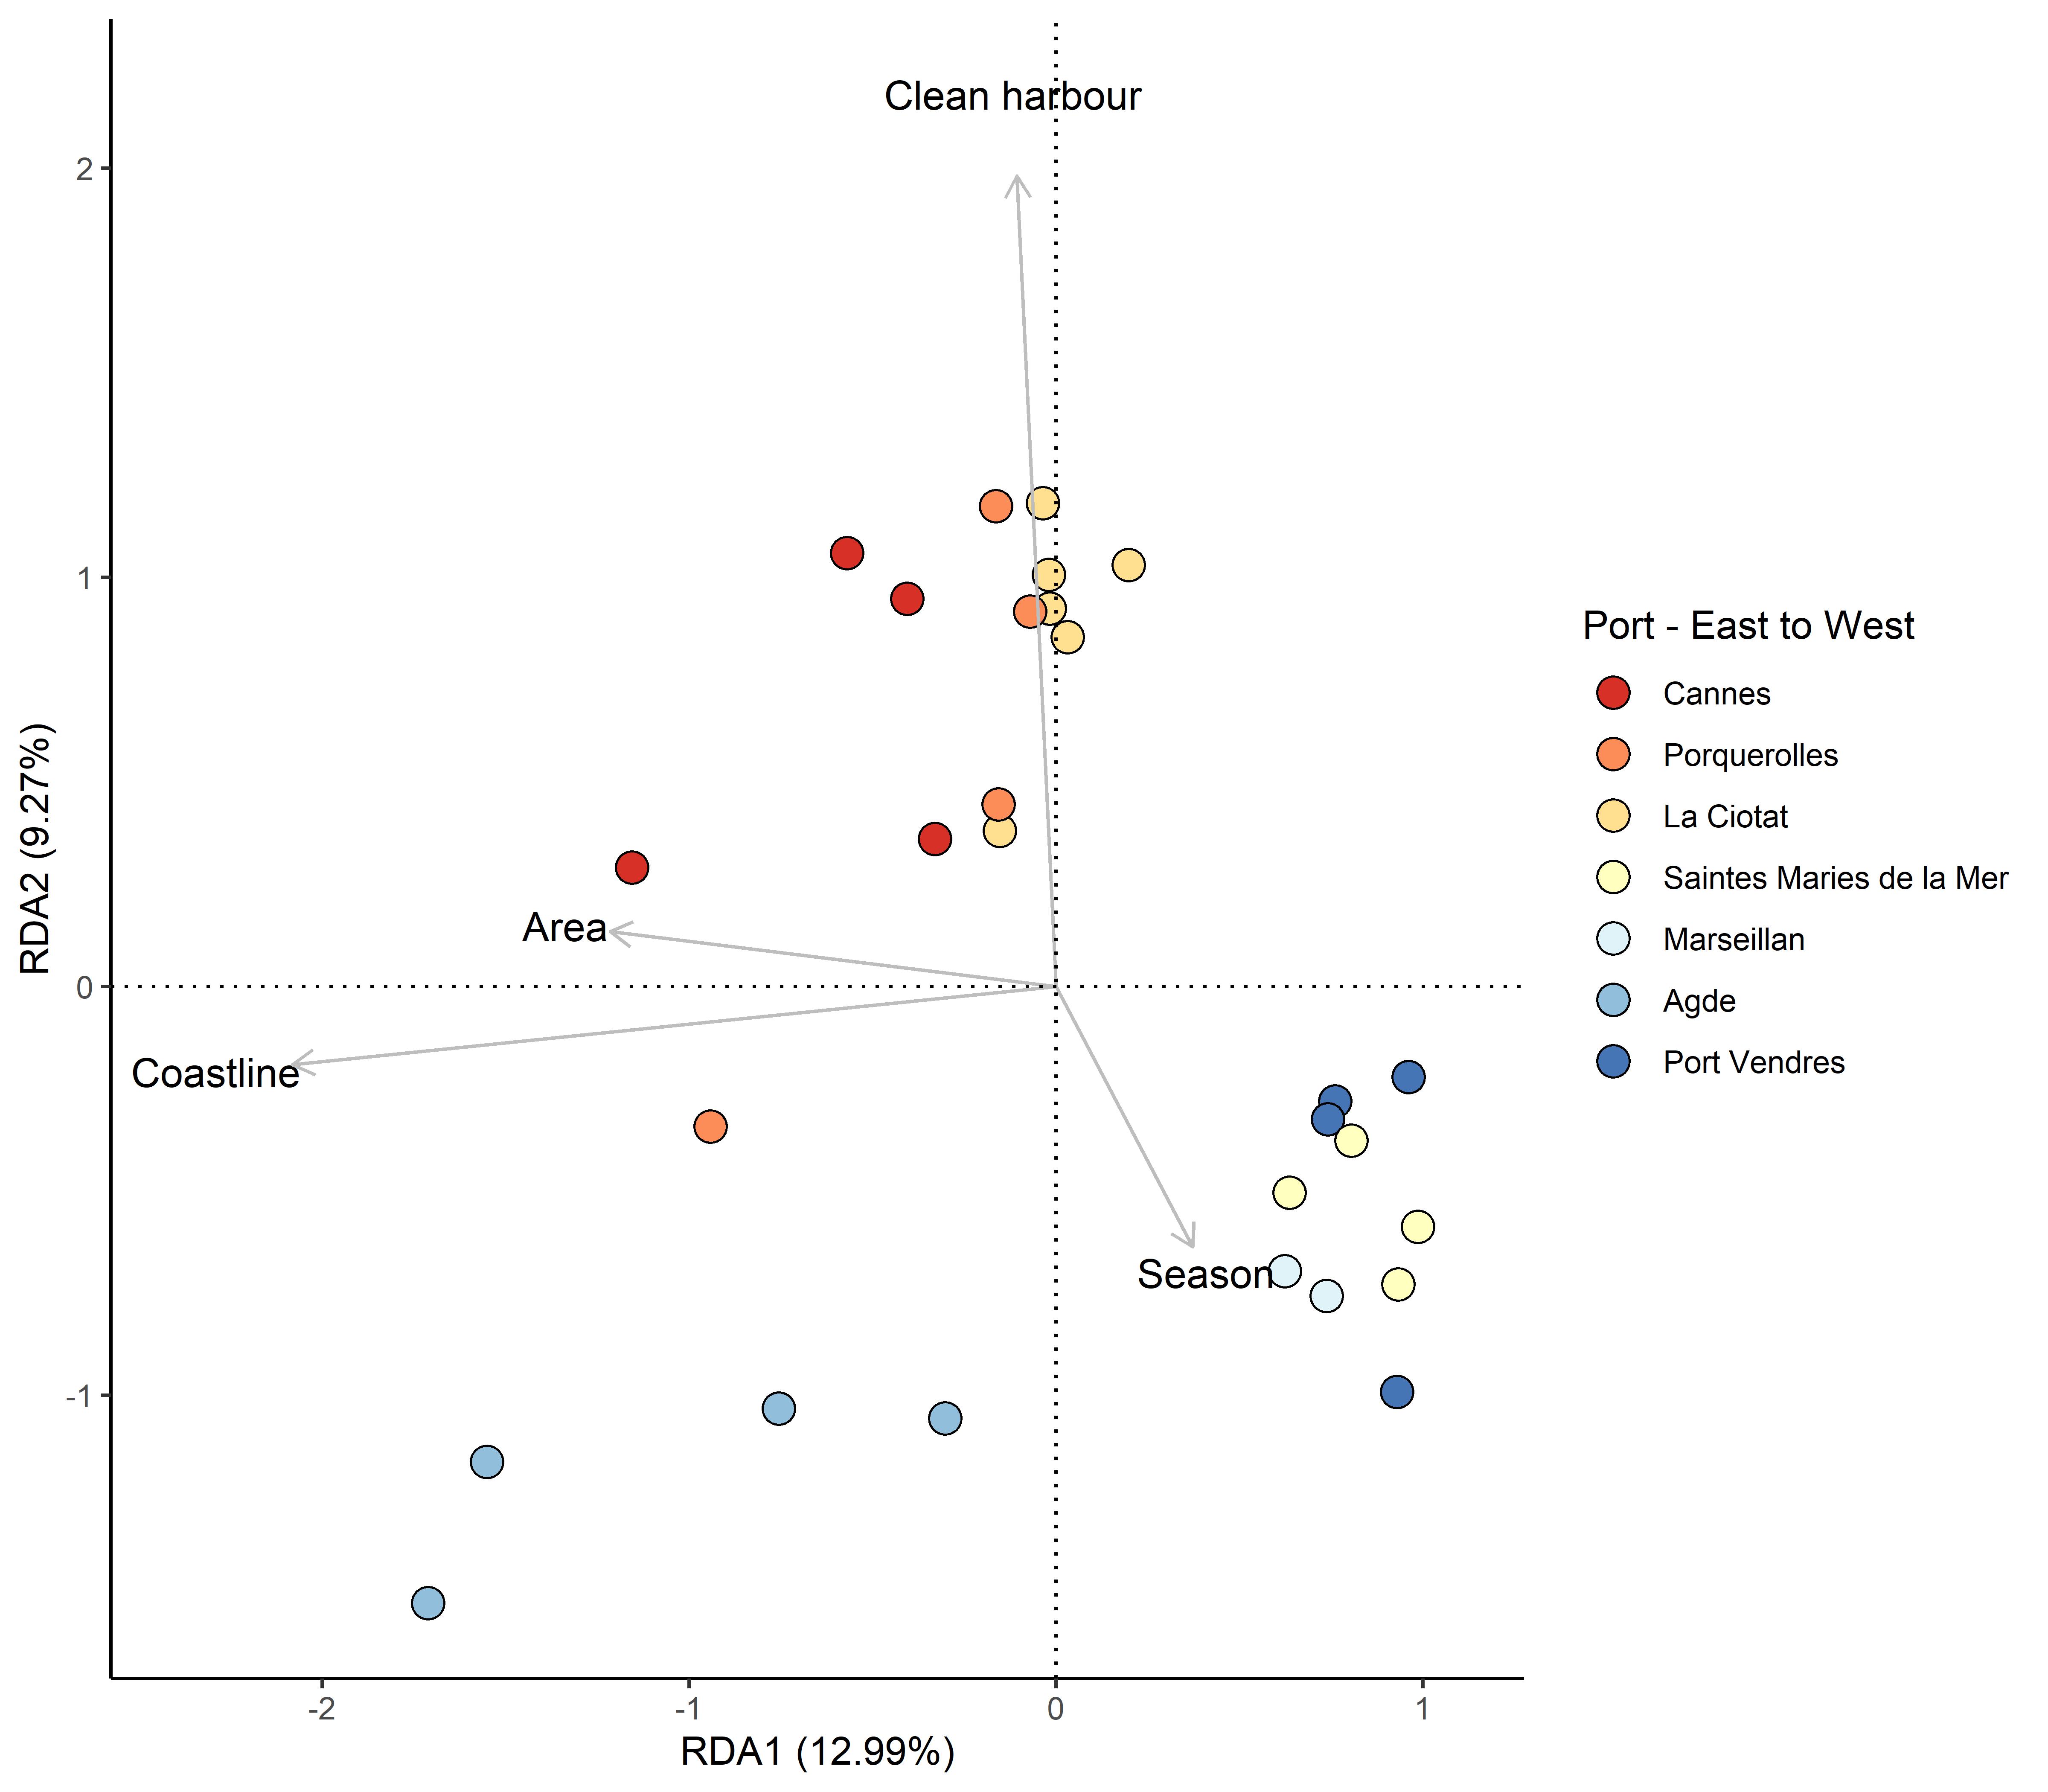 Clean harbour
2
1
0
-1
RDA2 (9.27%)
Area
Coastline
Season
-2
-1
0
1
RDA1 (12.99%)
Port - East to West
Cannes
Porquerolles
La Ciotat
Saintes Maries de la Mer
Marseillan
Agde
Port Vendres